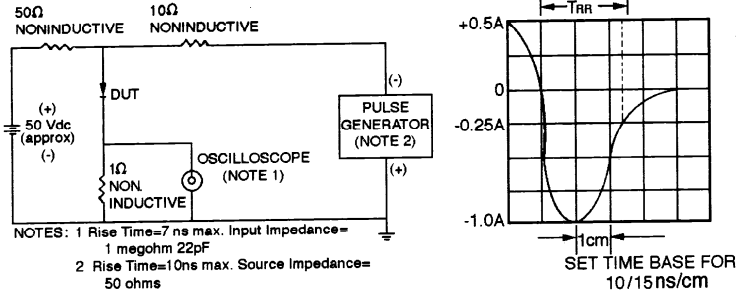 50Ω
NONINDUCTIVE
10Ω
NONINDUCTIVE
DUT
(+)
50 Vdc
(approx)
(-)
1Ω
NON.
INDUCTIVE
OSCILLOSCOPE
(NOTE 1)
(-)
PULSE
GENERATOR
(NOTE 2)
(+)
NOTES: 1 Rise Time=7 ns max. Input Impedance=
1 megohm 22pF
2 Rise Time=10ns max. Source Impedance=
50 ohms
TRR
+0.5A
0
-0.25A
-1.0A
1cm
SET TIME BASE FOR
10/15ns/cm